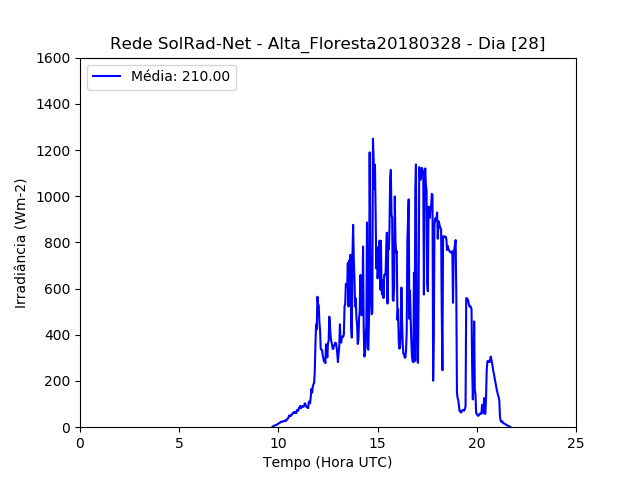 Rede SolRad-Net - Alta_Floresta20180328 - Dia [28]
Média: 210.00
Irradiância (Wm-2)
1600
1400
1200
1000
800
600
400
200
0
0 5 10 15 20 25
Tempo (Hora UTC)